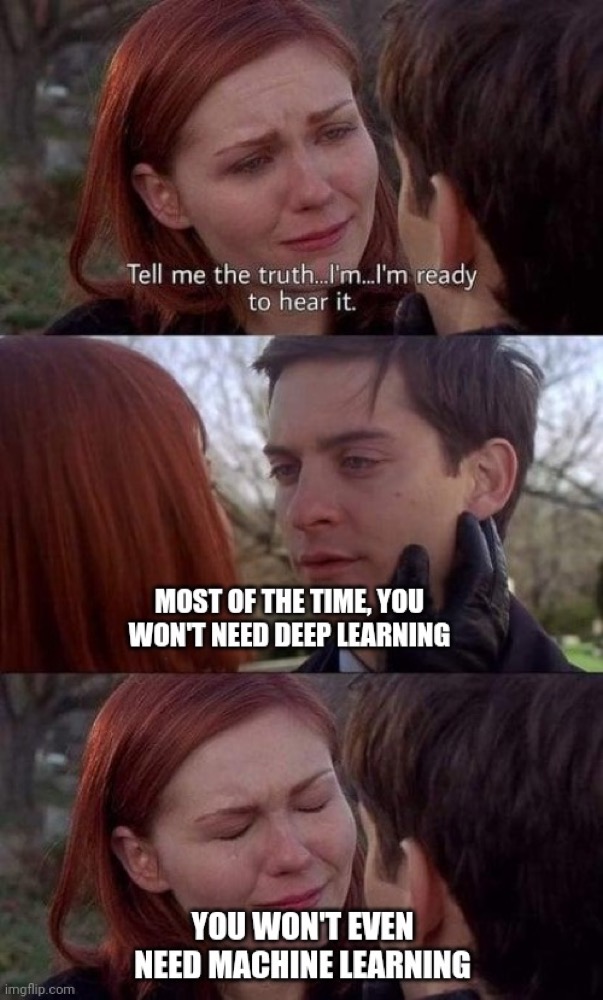 Tell me the truth...I'm...I'm ready
to hear it.
MOST OF THE TIME, YOU
WON'T NEED DEEP LEARNING
YOU WON'T EVEN
NEED MACHINE LEARNING
imgflip.com